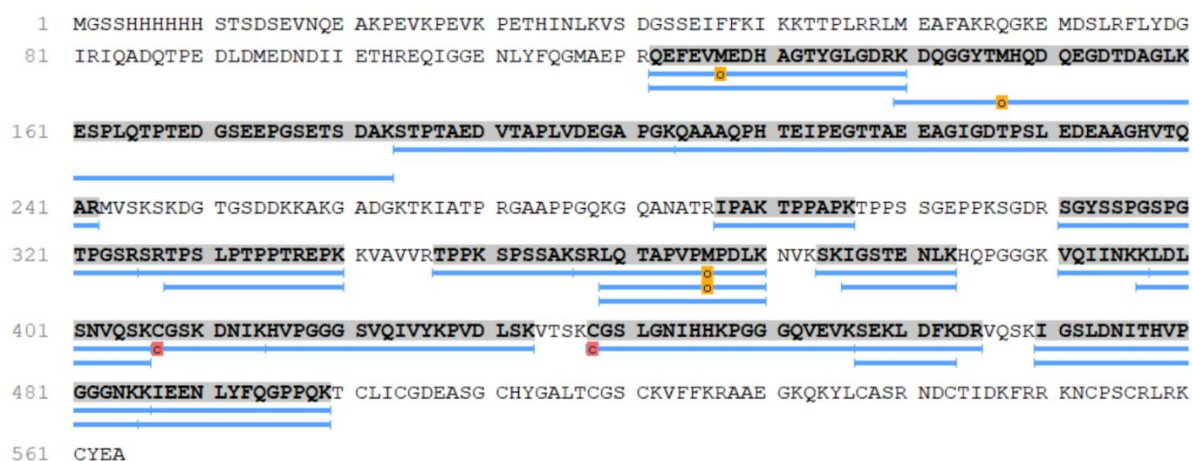 1 MGSSHHHHHH STSDSEVNQE AKPEVKPEVK PETHINLKVS DGSSEIFFKI KKTTPLRRLM EAFAKRQGKE MDSLRFLYDG
81 IRIQADQTPE DLDMEDNDII ETHREQIGGE NLYFQGMAEP RQEFEVMEDH AGTYGLGDRK DQGGYTMHQD QEGDTDAGLK
o
o
161 ESPLQTPTED GSEEPGSETS DAKSTPTAED VTAPLVDEGA PGKQAAAQPH TEIPEGTTAE EAGIGDTPSL EDEAAGHVTQ
241 ARMVSKSKDG TGSDDKKAKG ADGKTKIATP RGAAPPGQKG QANATRIPAK TPPAPKTPPS SGEPPKSGDR SGYSSPGSPG
321 TPGSRSRTPS LPTPPTREPK KVAVVRTPPK SPSSAKSRLQ TAPVPMPDLK NVKSKIGSTE NLKHQPGGGK VQIINKKLDL
o
o
401 SNVQSKCGSK DNIKHVPGGG SVQIVYKPVD LSKVTSKCGS LGNIHHKPGG GQVEVKSEKL DFKDRVQSKI GSLDNITHVP
c c
481 GGGNKKIEEN LYFQGPPQKT CLICGDEASG CHYGALTCGS CKVFFKRAAE GKQKYLCASR NDCTIDKFRR KNCPSCRLRK
561 CYEA